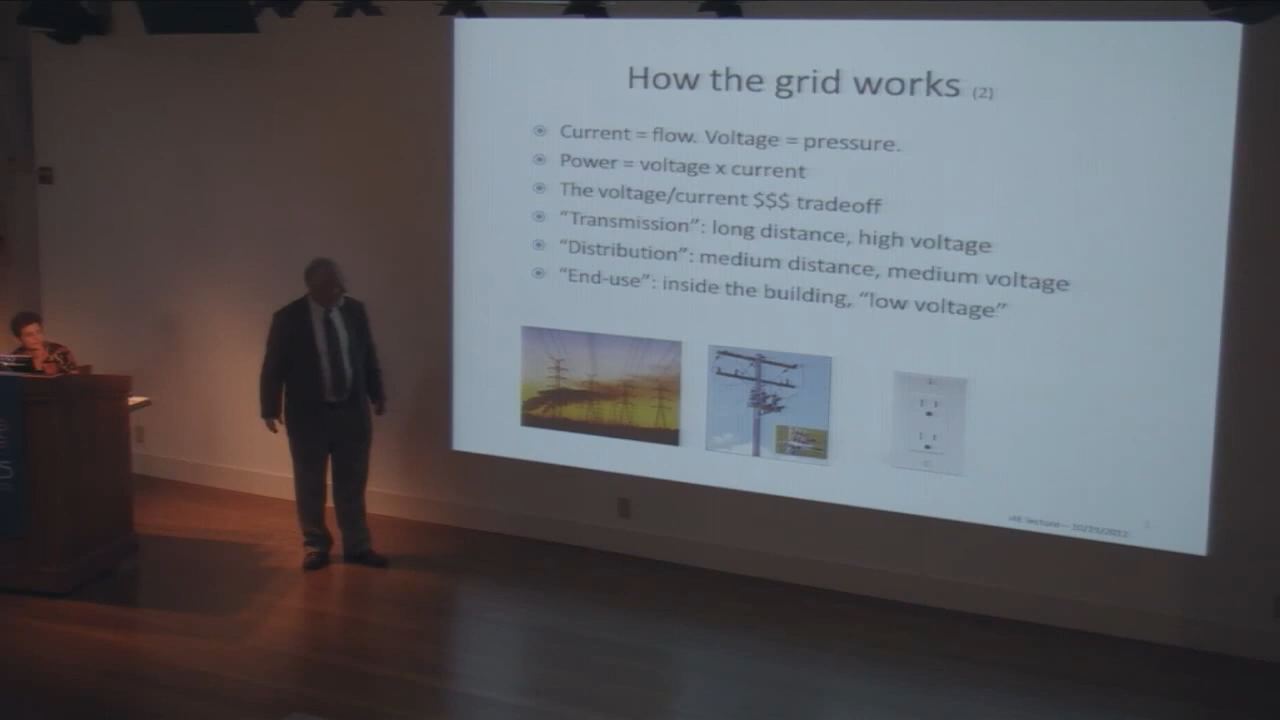 How the grid works (2)
Current = flow. Voltage = pressure.
Power = voltage x current
The voltage/current $$$ tradeoff
“Transmission”: long distance, high voltage
“Distribution”: medium distance, medium voltage
“End-use”: inside the building, “low voltage”
lecture